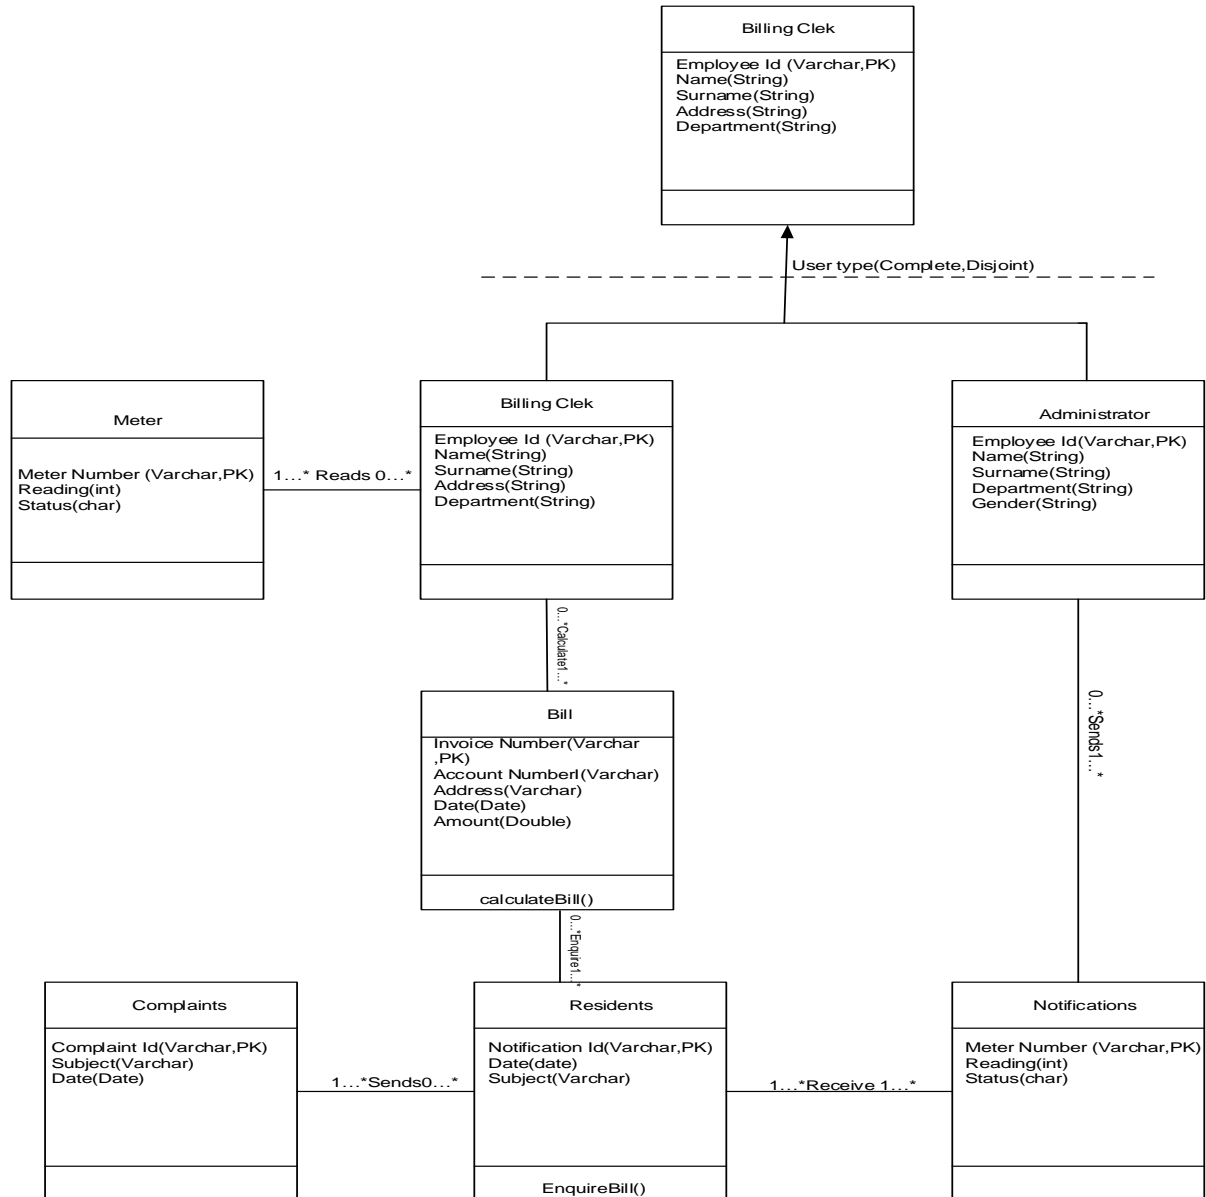 Billing Clek
Employee Id (Varchar,PK)
Name(String)
Surname(String)
Address(String)
Department(String)
User type(Complete,Disjoint)
Meter
Meter Number (Varchar,PK)
Reading(int)
Status(char)
1...* Reads 0...*
Billing Clek
Employee Id (Varchar,PK)
Name(String)
Surname(String)
Address(String)
Department(String)
Administrator
Employee Id(Varchar,PK)
Name(String)
Surname(String)
Department(String)
Gender(String)
0...*Calculate1...*
0...*Sends1...*
Bill
Invoice Number(Varchar
,PK)
Account Numberl(Varchar)
Address(Varchar)
Date(Date)
Amount(Double)
calculateBill()
0...*Enquire1...*
Complaints
Complaint Id(Varchar,PK)
Subject(Varchar)
Date(Date)
1...*Sends0...*
Residents
Notification Id(Varchar,PK)
Date(date)
Subject(Varchar)
EnquireBill()
1...*Receive 1...*
Notifications
Meter Number (Varchar,PK)
Reading(int)
Status(char)